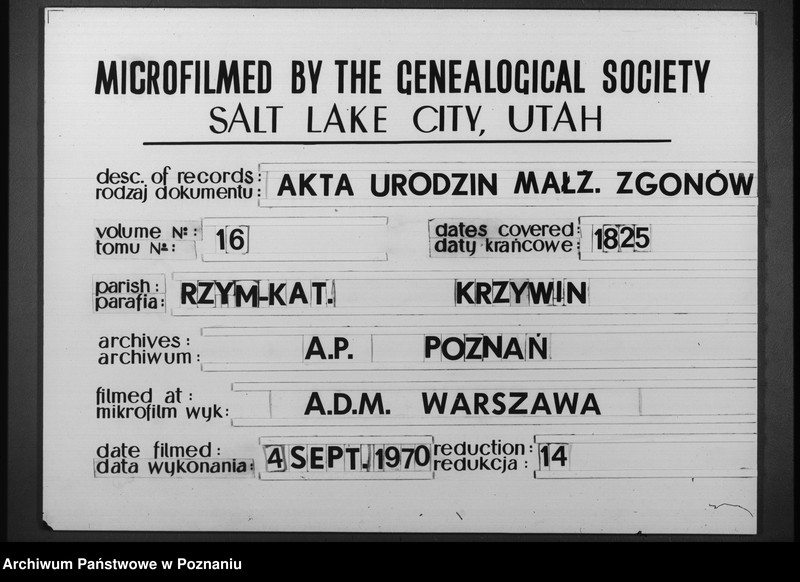 MICROFILMED BY THE GENEALOGICAL SOCIETY
SALT LAKE CITY, UTAH
desc. of records:
rodzaj dokumentu: AKTA URODZIN MAŁŻ. ZGONÓW
volume №: dates covered:
tomu №: 16 daty krańcowe: 1825
parish:
parafia: RZYM-KAT. KRZYWIN
archives:
archiwum: A.P. POZNAŃ
filmed at:
mikrofilm wyk: A.D.M. WARSZAWA
date filmed: reduction:
data wykonania: 4 SEPT. 1970 redukcja: 14
Archiwum Państwowe w Poznaniu